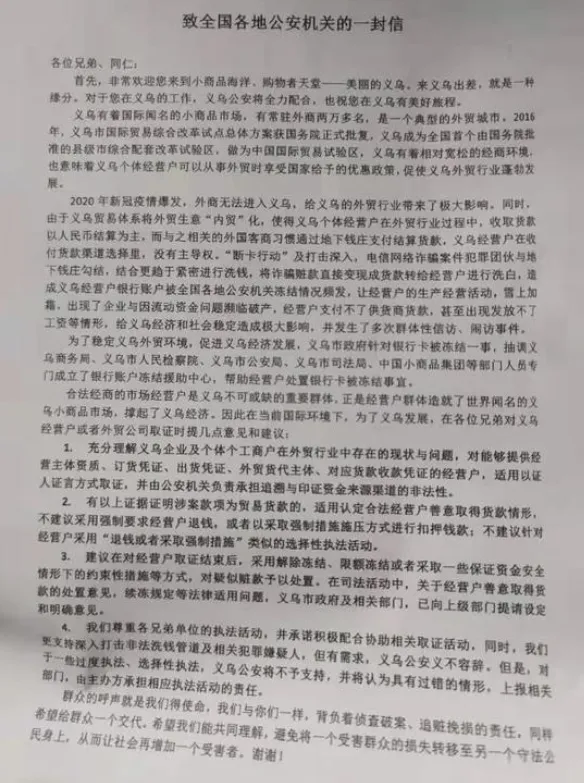 致全国各地公安机关的一封信
各位兄弟、同仁:
首先，非常欢迎您来到小商品海洋、购物者天堂——美丽的义乌。来义乌出差，就是一种
缘分。对于您在义乌的工作，义乌公安将全力配合，也祝您在义乌有美好旅程。
义乌有着国际闻名的小商品市场，有常驻外商两万多名，是一个典型的外贸城市。2016
年，义乌市国际贸易综合改革试点总体方案获国务院正式批复，义乌成为全国首个由国务院批
准的县级市综合配套改革试验区，做为中国国际贸易试验区，义乌有着相对宽松的经商环境，
也意味着义乌个体经营户可以从事外贸时享受国家给予的优惠政策，促使义乌外贸行业蓬勃发
展。
2020年新冠疫情爆发，外商无法进入义乌，给义乌的外贸行业带来了极大影响。同时，
由于义乌贸易体系将外贸生意“内贸”化，使得义乌个体经营户在外贸行业过程中，收取货款
以人民币结算为主，而与之相关的外国客商习惯通过地下钱庄支付结算货款，义乌经营户在收
付货款渠道选择里，没有主导权。“断卡行动”及打击深入，电信网络诈骗案件犯罪团伙与地
下钱庄勾结，结合更趋于紧密进行洗钱，将诈骗赃款直接变现成货款转给经营户进行洗白，造
成义乌经营户银行账户被全国各地公安机关冻结情况频发，让经营户的生产经营活动，雪上加
霜，出现了企业与因流动资金问题濒临破产，经营户支付不了供货商货款，甚至出现发放不了
工资等情形，给义乌经济和社会稳定造成极大影响，并发生了多次群体性信访、闹访事件。
为了稳定义乌外贸环境，促进义乌经济发展，义乌市政府针对银行卡被冻结一事，抽调义
乌商务局、义乌市人民检察院、义乌市公安局、义乌市司法局、中国小商品集团等部门人员专
门成立了银行账户冻结援助中心，帮助经营户处置银行卡被冻结事宜。
合法经商的市场经营户是义乌不可或缺的重要群体，正是经营户群体造就了世界闻名的义
乌小商品市场，撑起了义乌经济。因此在当前国际环境下，为了义乌发展，在各位兄弟对义乌
经营户或者外贸公司取证时提几点意见和建议:
1. 充分理解义乌企业及个体个工商户在外贸行业中存在的现状与问题，对能够提供经
营主体资质、订货凭证、出货凭证、外贸货代主体、对应货款收款凭证的经营户，适用以证
人证言方式取证，并由公安机关负责承担追溯与印证资金来源渠道的非法性。
2. 有以上证据证明涉案款项为贸易货款的，适用认定合法经营户善意取得货款情形，
不建议采用强制要求经营户退钱，或者以采取强制措施施压方式进行扣押钱款；不建议针对
经营户采用“退钱或者采取强制措施”类似的选择性执法活动。
3. 建议在对经营户取证结束后，采用解除冻结、限额冻结或者采取一些保证资金安全
情形下的约束性措施等方式，对疑似赃款予以处置。在司法活动中，关于经营户善意取得货
款的处置意见，续冻规定等法律适用问题，义乌市政府及相关部门，已向上级部门提请设定
和明确意见。
4. 我们尊重各兄弟单位的执法活动，并承诺积极配合协助相关取证活动，同时，我们
更支持深入打击非法洗钱管道及相关犯罪嫌疑人，但有需求，义乌公安义不容辞。但是，对
于一些过度执法、选择性执法，义乌公安将不予支持，并将认为具有过错的情形，上报相关
部门，由主办方承担相应执法活动的责任。
群众的呼声就是我们得使命，我们与你们一样，背负着侦查破案、追赃挽损的责任，同样
希望给群众一个交代。希望我们能共同理解，避免将一个受害群众的损失转移至另一个守法公
民身上，从而让社会再增加一个受害者。谢谢！